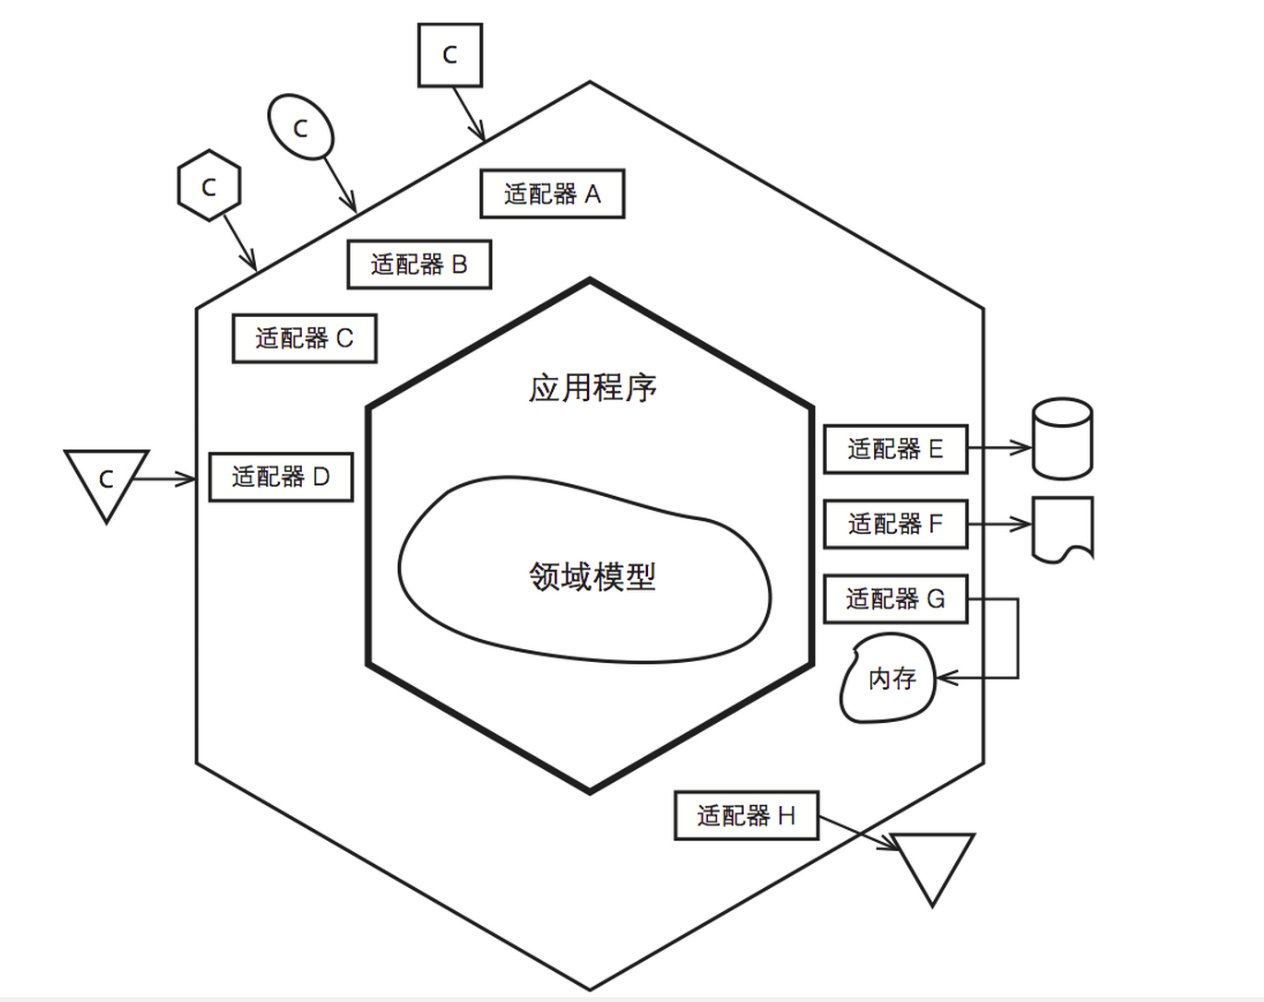 C
C
C
适配器 A
适配器 B
适配器 C
应用程序
C
适配器 D
适配器 E
适配器 F
领域模型
适配器 G
内存
适配器 H